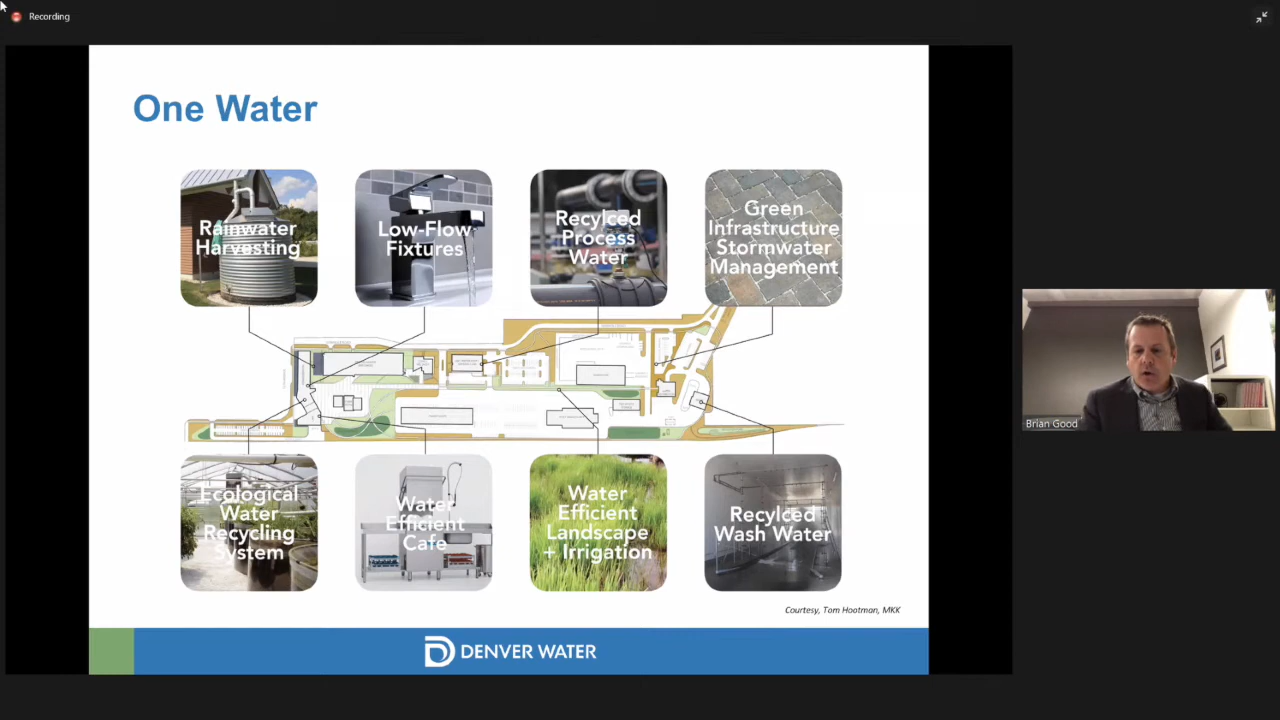 Recording
One Water
Rainwater
Harvesting
Low-Flow
Fixtures
Recylced
Process
Water
Green
Infrastructure
Stormwater
Management
Ecological
Water
Recycling
System
Water
Efficient
Cafe
Water
Efficient
Landscape
+ Irrigation
Recylced
Wash Water
Courtesy, Tom Hootman, MKK
DENVER WATER
Brian Good